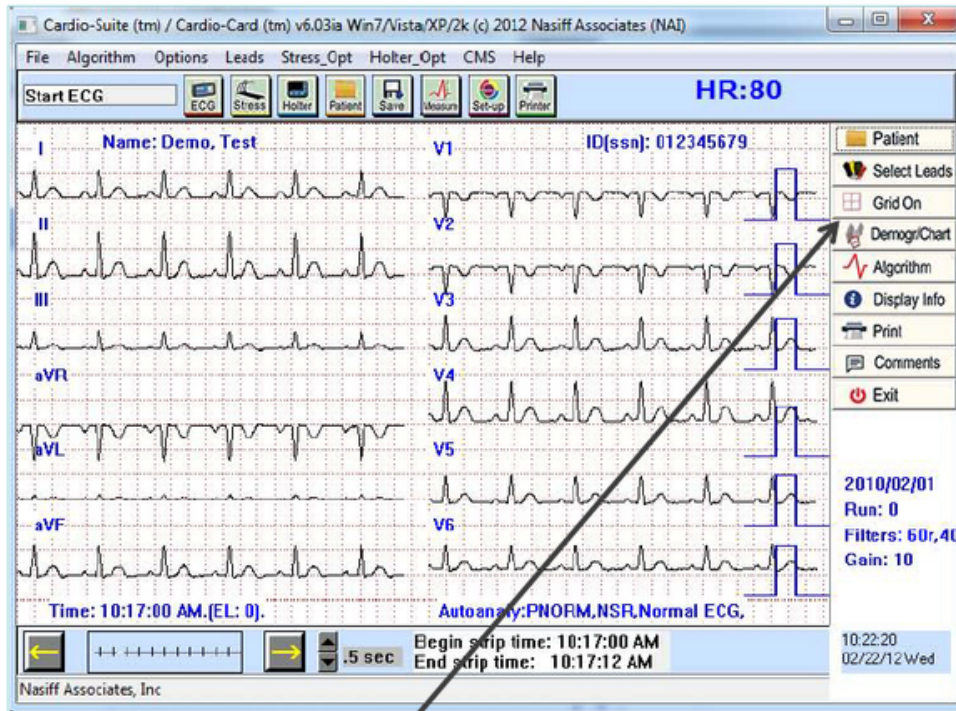 Cardio-Suite (tm) / Cardio-Card (tm) v6.03ia Win7/Vista/XP/2k (c) 2012 Nasiff Associates (NAI)
File Algorithm Options Leads Stress_Opt Holter_Opt CMS Help
Start ECG
ECG Stress Holter Patient Save Measure Set-up Printer
HR:80
Name: Demo, Test
ID(ssn): 012345679
I
II
III
aVR
aVL
aVF
V1
V2
V3
V4
V5
V6
Time: 10:17:00 AM.(EL: 0).
Autoanaly:PNORM,NSR,Normal ECG,
Patient
Select Leads
Grid On
Demogr/Chart
Algorithm
Display Info
Print
Comments
Exit
2010/02/01
Run: 0
Filters: 60r,40
Gain: 10
.5 sec
Begin strip time: 10:17:00 AM
End strip time: 10:17:12 AM
10:22:20
02/22/12 Wed
Nasiff Associates, Inc